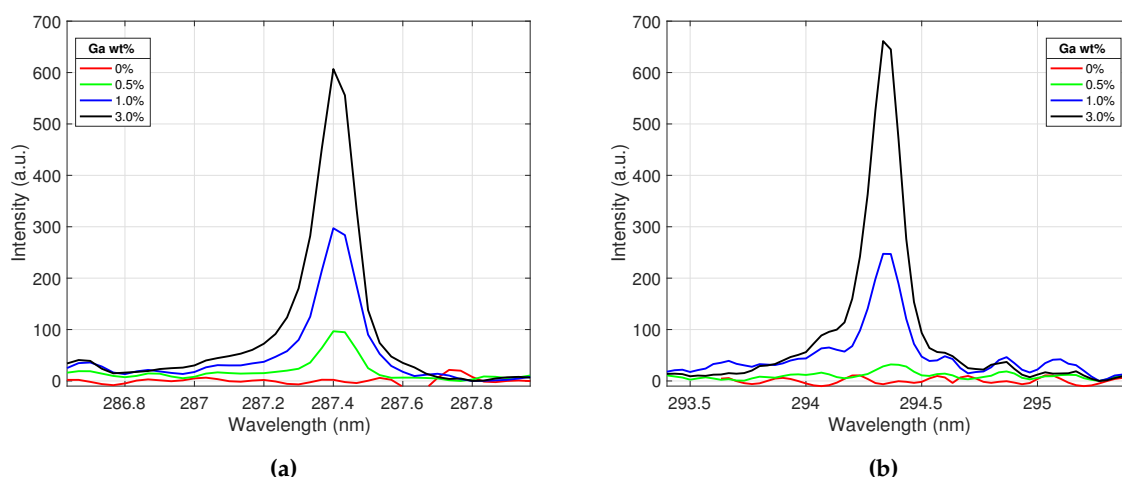 700
600
500
400
300
200
100
0
Intensity (a.u.)
Ga wt%
0%
0.5%
1.0%
3.0%
286.8 287 287.2 287.4 287.6 287.8
Wavelength (nm)
(a)
700
600
500
400
300
200
100
0
Intensity (a.u.)
Ga wt%
0%
0.5%
1.0%
3.0%
293.5 294 294.5 295
Wavelength (nm)
(b)